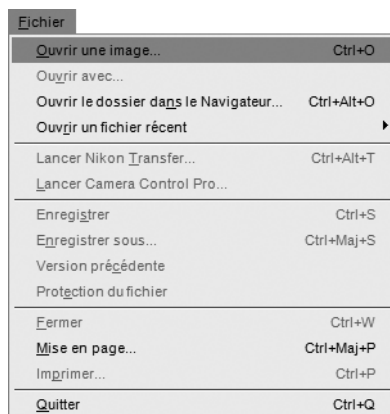 Fichier
Ouvrir une image... Ctrl+O
Ouvrir avec...
Ouvrir le dossier dans le Navigateur... Ctrl+Alt+O
Ouvrir un fichier récent
Lancer Nikon Transfer... Ctrl+Alt+T
Lancer Camera Control Pro...
Enregistrer Ctrl+S
Enregistrer sous... Ctrl+Maj+S
Version précédente
Protection du fichier
Fermer Ctrl+W
Mise en page... Ctrl+Maj+P
Imprimer... Ctrl+P
Quitter Ctrl+Q